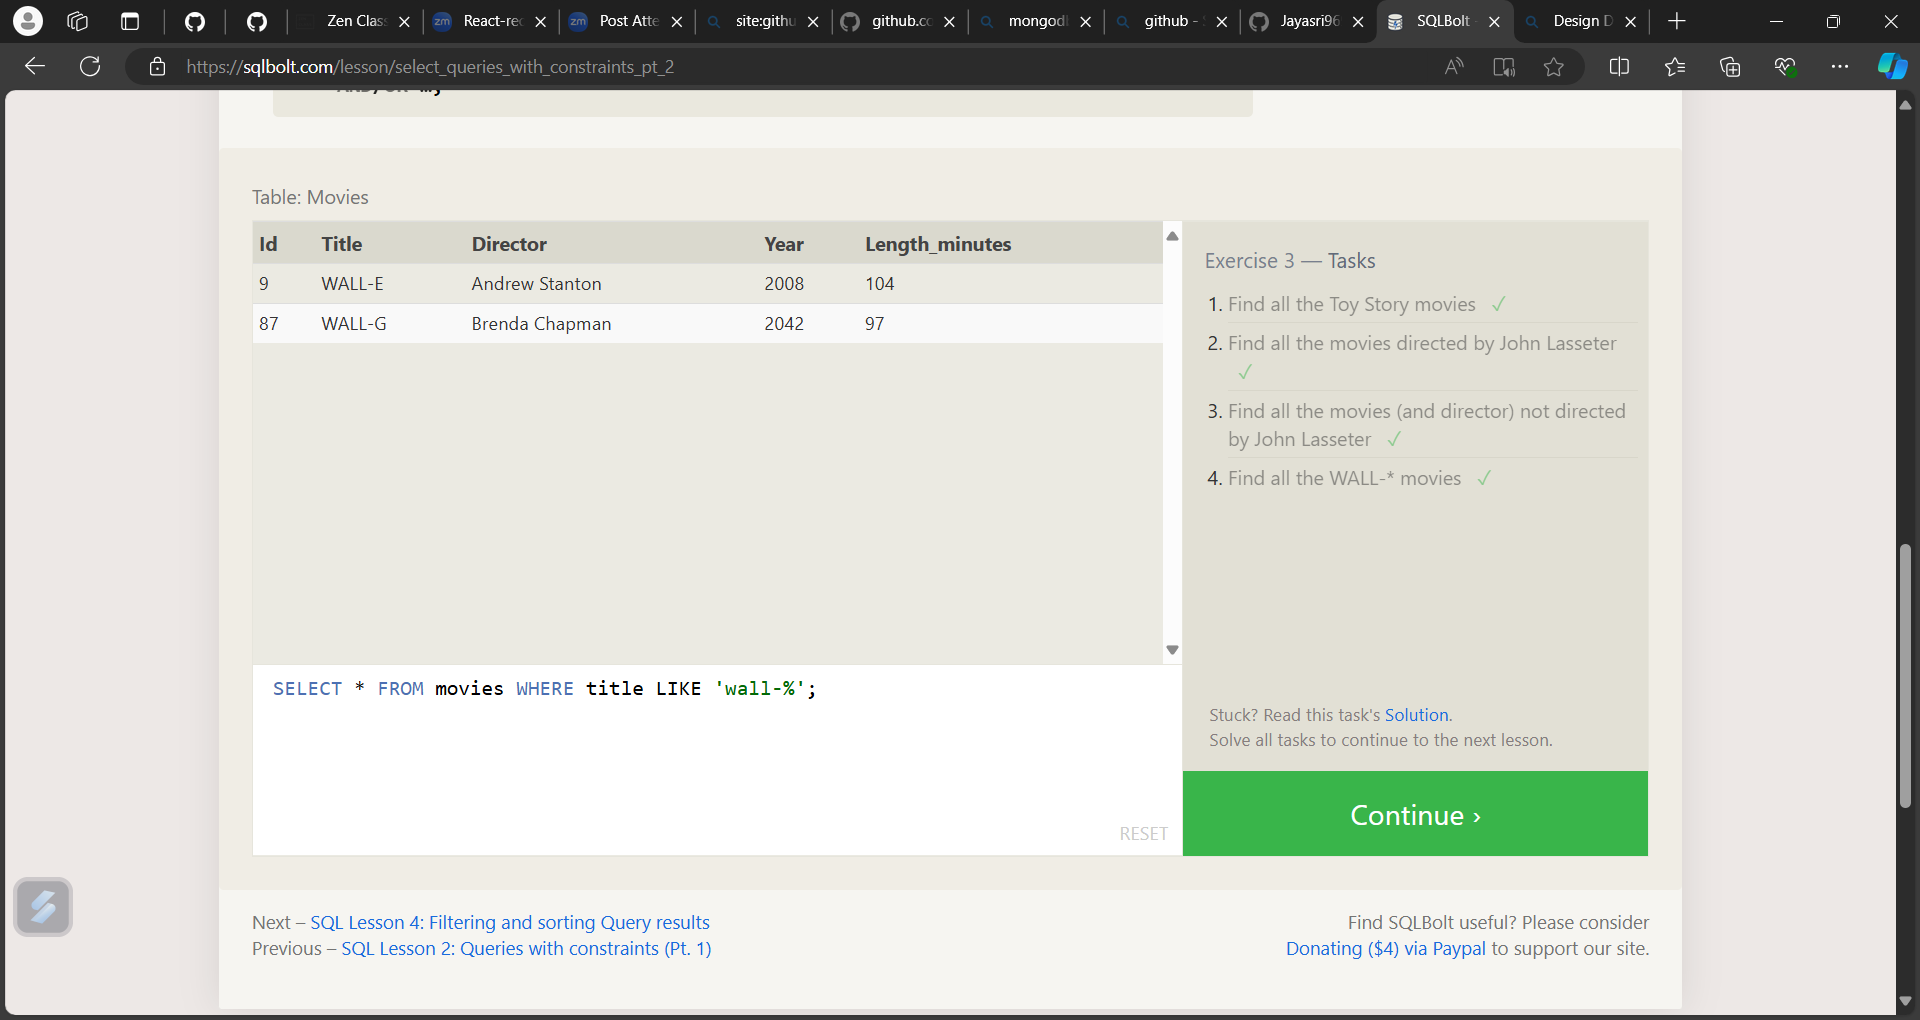 Zen Clas
React-re
Post Atte
site:githu
github.co
mongod
github -
Jayasri96
SQLBolt
Design D
https://sqlbolt.com/lesson/select_queries_with_constraints_pt_2
Table: Movies
Id Title Director Year Length_minutes
9 WALL-E Andrew Stanton 2008 104
87 WALL-G Brenda Chapman 2042 97
SELECT * FROM movies WHERE title LIKE 'wall-%';
RESET
Exercise 3 — Tasks
1. Find all the Toy Story movies ✓
2. Find all the movies directed by John Lasseter
✓
3. Find all the movies (and director) not directed
by John Lasseter ✓
4. Find all the WALL-* movies ✓
Stuck? Read this task's Solution.
Solve all tasks to continue to the next lesson.
Continue ›
Next – SQL Lesson 4: Filtering and sorting Query results
Previous – SQL Lesson 2: Queries with constraints (Pt. 1)
Find SQLBolt useful? Please consider
Donating ($4) via Paypal to support our site.